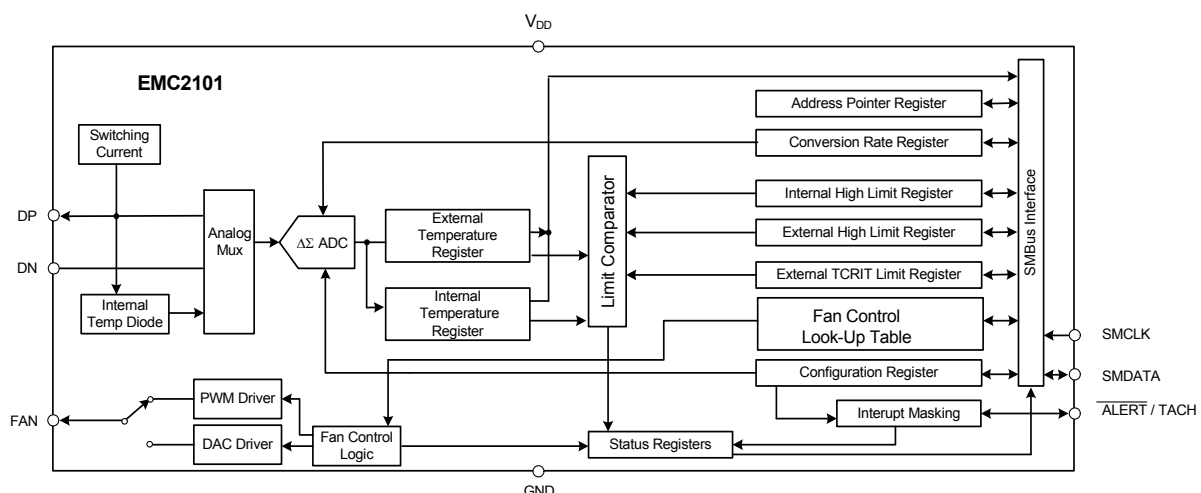 V_DD
EMC2101
Switching
Current
DP
DN
Analog
Mux
Internal
Temp Diode
ΔΣ ADC
External
Temperature
Register
Internal
Temperature
Register
Limit Comparator
Address Pointer Register
Conversion Rate Register
Internal High Limit Register
External High Limit Register
External TCRIT Limit Register
Fan Control
Look-Up Table
Configuration Register
Interupt Masking
SMBus Interface
SMCLK
SMDATA
ALERT / TACH
FAN
PWM Driver
DAC Driver
Fan Control
Logic
Status Registers
GND